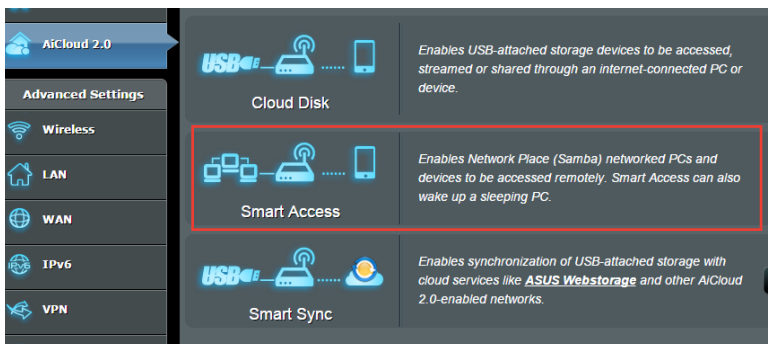 AiCloud 2.0
Advanced Settings
Wireless
LAN
WAN
IPv6
IPv6
VPN
USB
Cloud Disk
Enables USB-attached storage devices to be accessed,
streamed or shared through an internet-connected PC or
device.
Smart Access
Enables Network Place (Samba) networked PCs and
devices to be accessed remotely. Smart Access can also
wake up a sleeping PC.
USB
Smart Sync
Enables synchronization of USB-attached storage with
cloud services like ASUS Webstorage and other AiCloud
2.0-enabled networks.